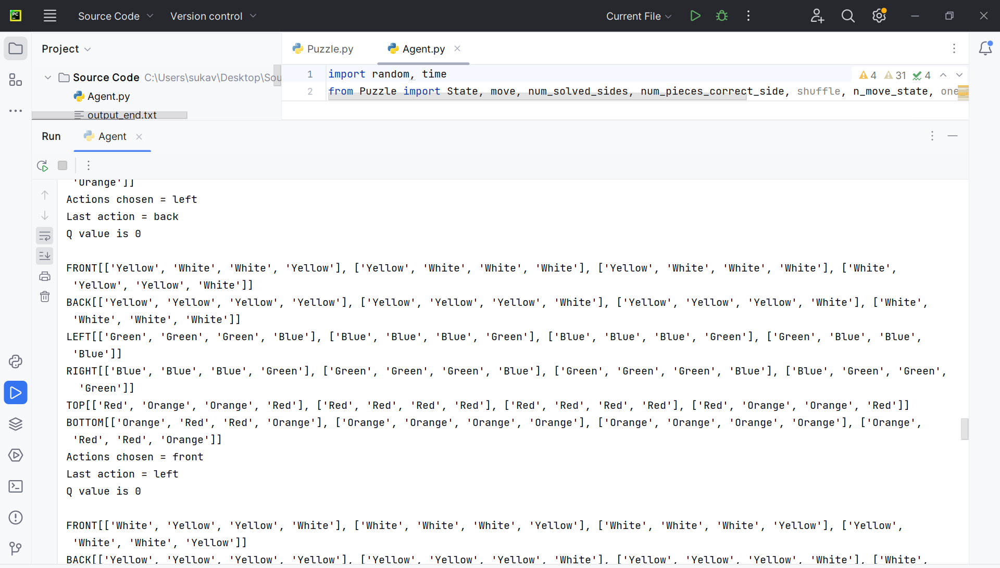 PC
Source Code
Version control
Current File
Project
Puzzle.py
Agent.py
Source Code C:\Users\sukav\Desktop\Sou
Agent.py
output_end.txt
1 import random, time
4 31 4
2 from Puzzle import State, move, num_solved_sides, num_pieces_correct_side, shuffle, n_move_state, one_
Run
Agent
'Orange']]
Actions chosen = left
Last action = back
Q value is 0
FRONT[['Yellow', 'White', 'White', 'Yellow'], ['Yellow', 'White', 'White', 'White'], ['Yellow', 'White', 'White', 'White'], ['White',
'Yellow', 'Yellow', 'White']]
BACK[['Yellow', 'Yellow', 'Yellow', 'Yellow'], ['Yellow', 'Yellow', 'Yellow', 'White'], ['Yellow', 'Yellow', 'Yellow', 'White'], ['White',
'White', 'White', 'White']]
LEFT[['Green', 'Green', 'Green', 'Blue'], ['Blue', 'Blue', 'Blue', 'Green'], ['Blue', 'Blue', 'Blue', 'Green'], ['Green', 'Blue', 'Blue',
'Blue']]
RIGHT[['Blue', 'Blue', 'Blue', 'Green'], ['Green', 'Green', 'Green', 'Blue'], ['Green', 'Green', 'Green', 'Blue'], ['Blue', 'Green', 'Green',
'Green']]
TOP[['Red', 'Orange', 'Orange', 'Red'], ['Red', 'Red', 'Red', 'Red'], ['Red', 'Red', 'Red', 'Red'], ['Red', 'Orange', 'Orange', 'Red']]
BOTTOM[['Orange', 'Red', 'Red', 'Orange'], ['Orange', 'Orange', 'Orange', 'Orange'], ['Orange', 'Orange', 'Orange', 'Orange'], ['Orange',
'Red', 'Red', 'Orange']]
Actions chosen = front
Last action = left
Q value is 0
FRONT[['White', 'Yellow', 'Yellow', 'White'], ['White', 'White', 'White', 'Yellow'], ['White', 'White', 'White', 'Yellow'], ['Yellow',
'White', 'White', 'Yellow']]
BACK[['Yellow', 'Yellow', 'Yellow', 'Yellow'], ['Yellow', 'Yellow', 'Yellow', 'White'], ['Yellow', 'Yellow', 'Yellow', 'White'], ['White',